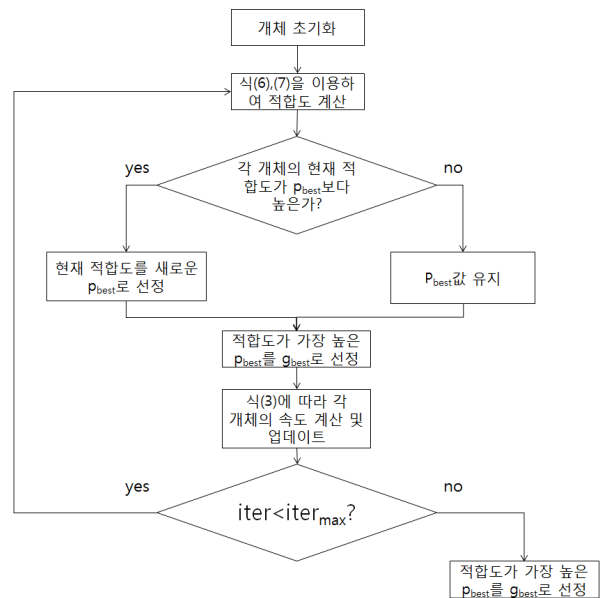 개체 초기화
식(6),(7)을 이용하
여 적합도 계산
yes
각 개체의 현재 적
합도가 pbest보다
높은가?
no
현재 적합도를 새로운
pbest로 선정
Pbest값 유지
적합도가 가장 높은
pbest를 gbest로 선정
식(3)에 따라 각
개체의 속도 계산 및
업데이트
yes
iter<itermax?
no
적합도가 가장 높은
pbest를 gbest로 선정